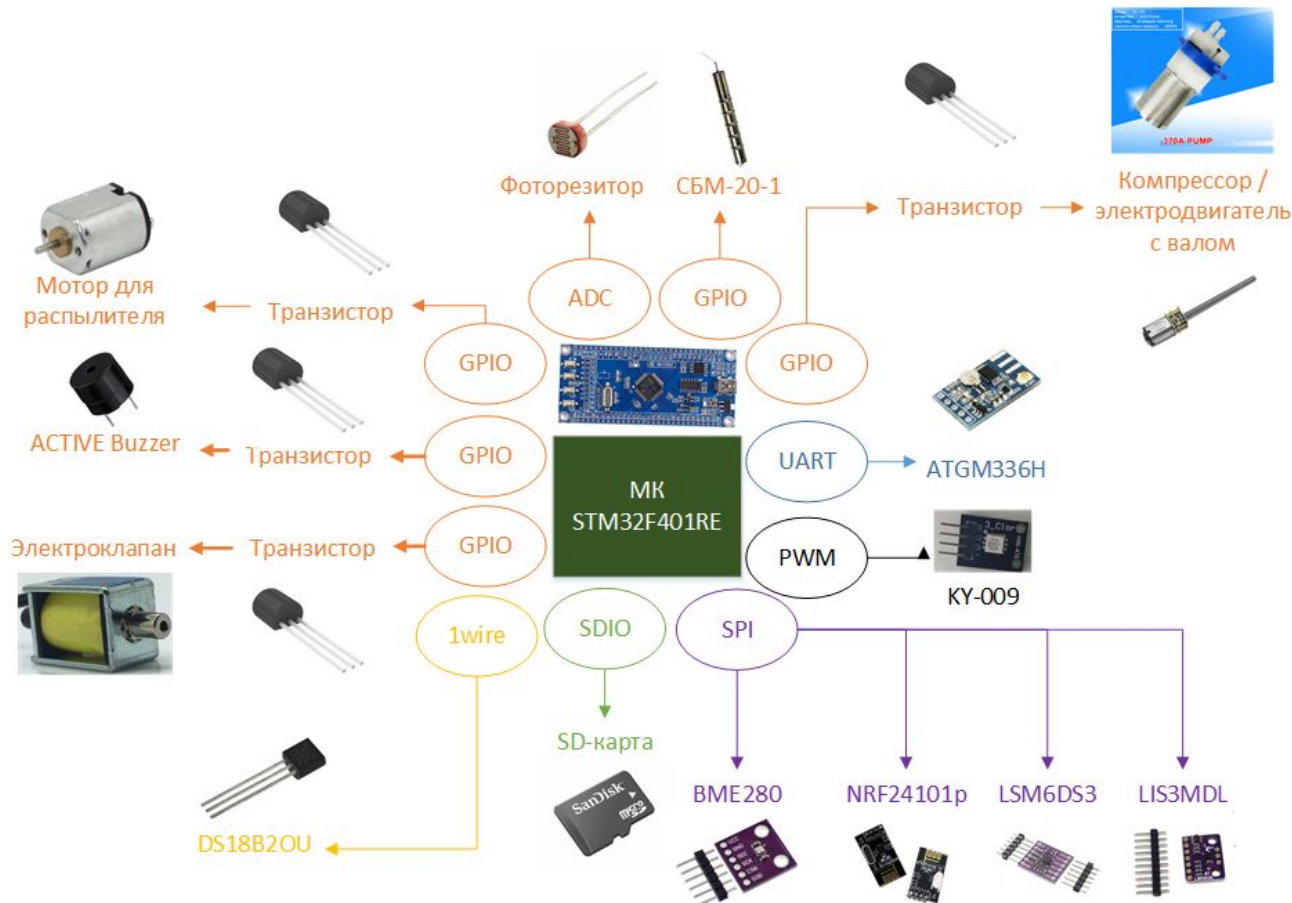 -370A PUMP
Фоторезитор
СБМ-20-1
Транзистор
Компрессор /
электродвигатель
с валом
Мотор для
распылителя
Транзистор
ADC
GPIO
GPIO
GPIO
ACTIVE Buzzer
Транзистор
GPIO
UART
ATGM336H
МК
STM32F401RE
Электроклапан
Транзистор
GPIO
PWM
3_Clor
KY-009
1wire
SDIO
SPI
SD-карта
SanDisk
micro
DS18B2OU
BME280
NRF24101p
LSM6DS3
LIS3MDL